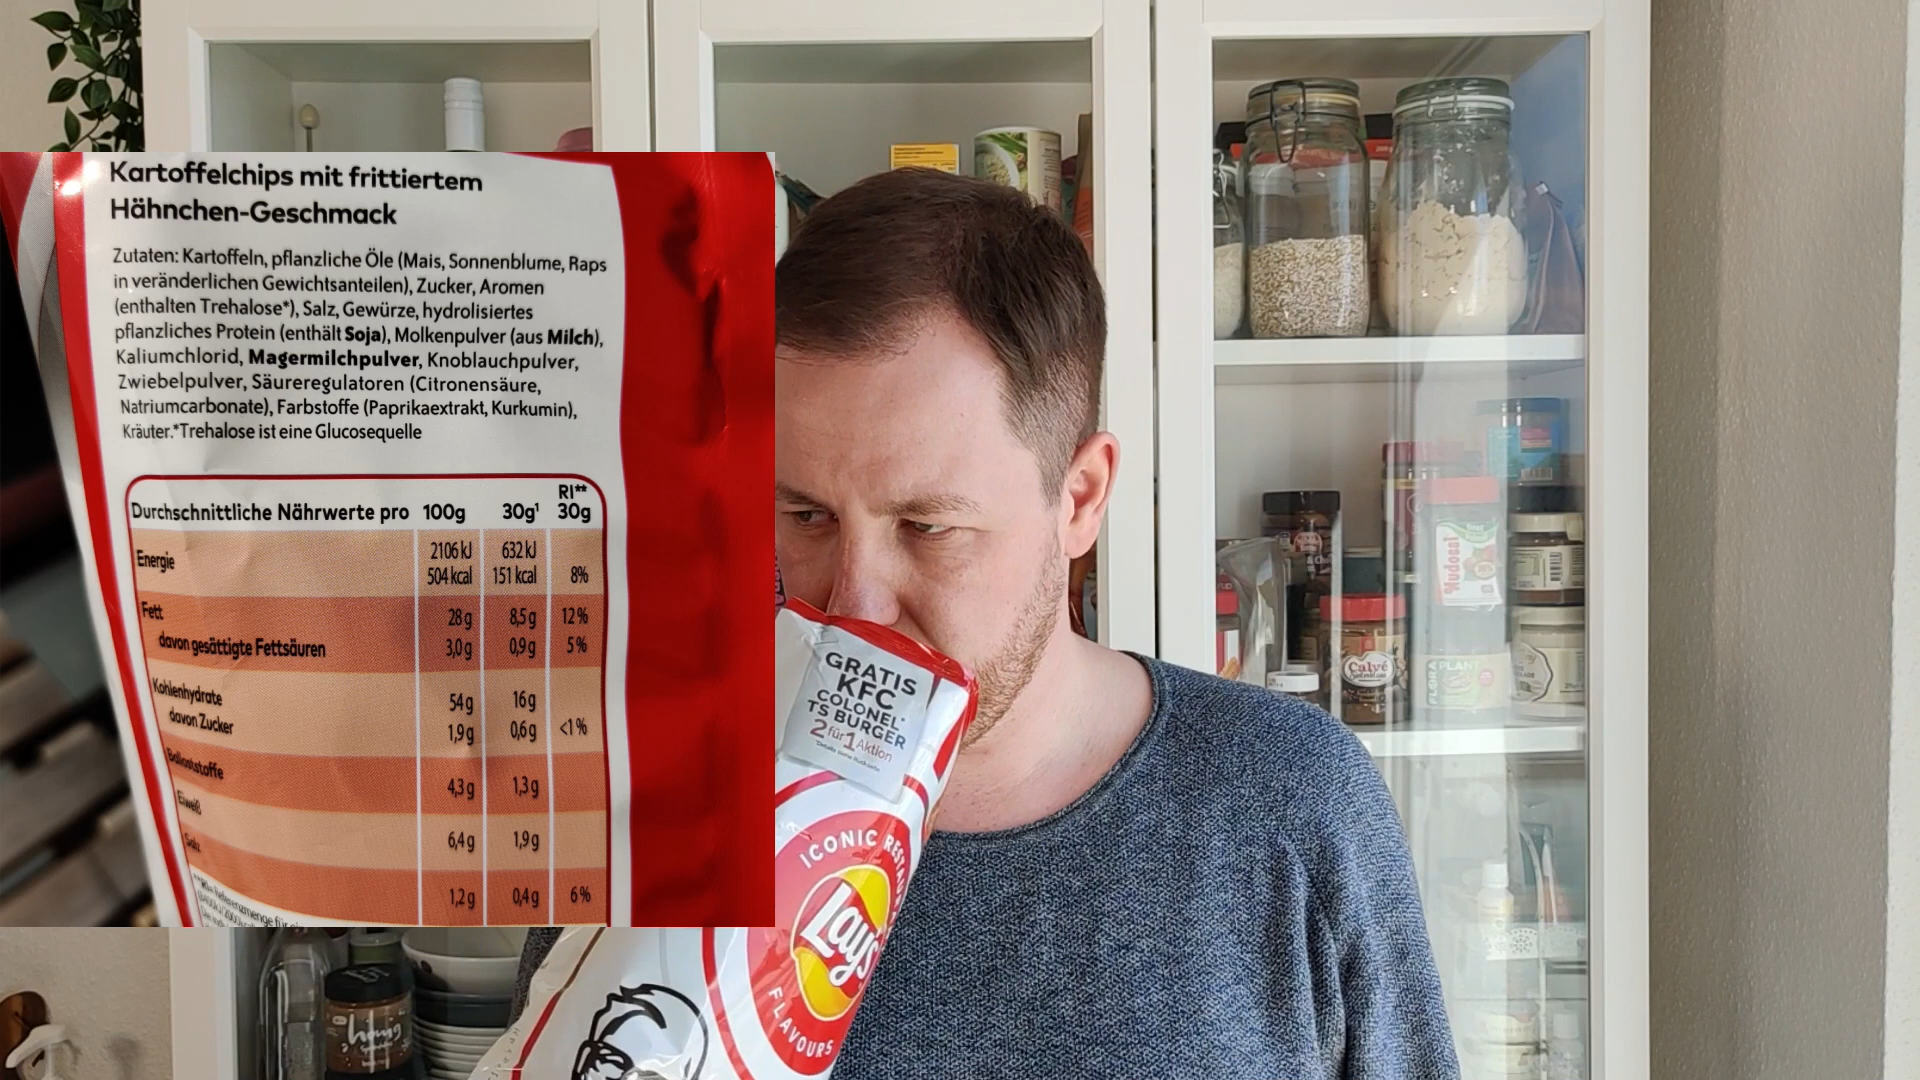 Kartoffelchips mit frittiertem
Hähnchen-Geschmack
Zutaten: Kartoffeln, pflanzliche Öle (Mais, Sonnenblume, Raps
in veränderlichen Gewichtsanteilen), Zucker, Aromen
(enthalten Trehalose*), Salz, Gewürze, hydrolisiertes
pflanzliches Protein (enthält Soja), Molkenpulver (aus Milch),
Kaliumchlorid, Magermilchpulver, Knoblauchpulver,
Zwiebelpulver, Säureregulatoren (Citronensäure,
Natriumcarbonate), Farbstoffe (Paprikaextrakt, Kurkumin),
Kräuter.*Trehalose ist eine Glucosequelle
RI**
Durchschnittliche Nährwerte pro 100g 30g¹ 30g
Energie 2106 kJ 632 kJ
504 kcal 151 kcal 8%
Fett 28 g 8,5 g 12 %
davon gesättigte Fettsäuren 3,0 g 0,9 g 5 %
Kohlenhydrate 54 g 16 g
davon Zucker 1,9 g 0,6 g <1 %
Ballaststoffe 4,3 g 1,3 g
Eiweiß 6,4 g 1,9 g
Salz 1,2 g 0,4 g 6 %
GRATIS
KFC
COLONEL*
TS BURGER
2 für 1 Aktion
ICONIC RESTAU
Lay's
FLAVOURS
Calvé
FLORA PLANT
honig